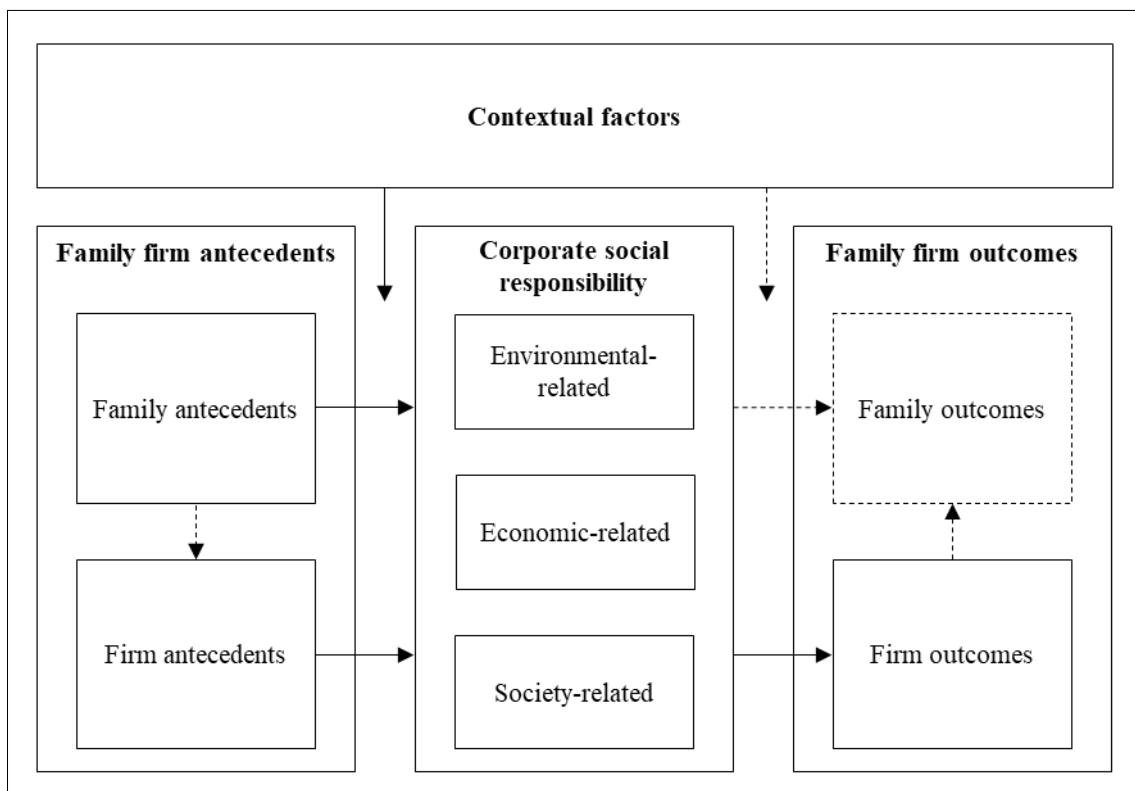 Contextual factors
Family firm antecedents
Family antecedents
Firm antecedents
Corporate social
responsibility
Environmental-
related
Economic-related
Society-related
Family firm outcomes
Family outcomes
Firm outcomes